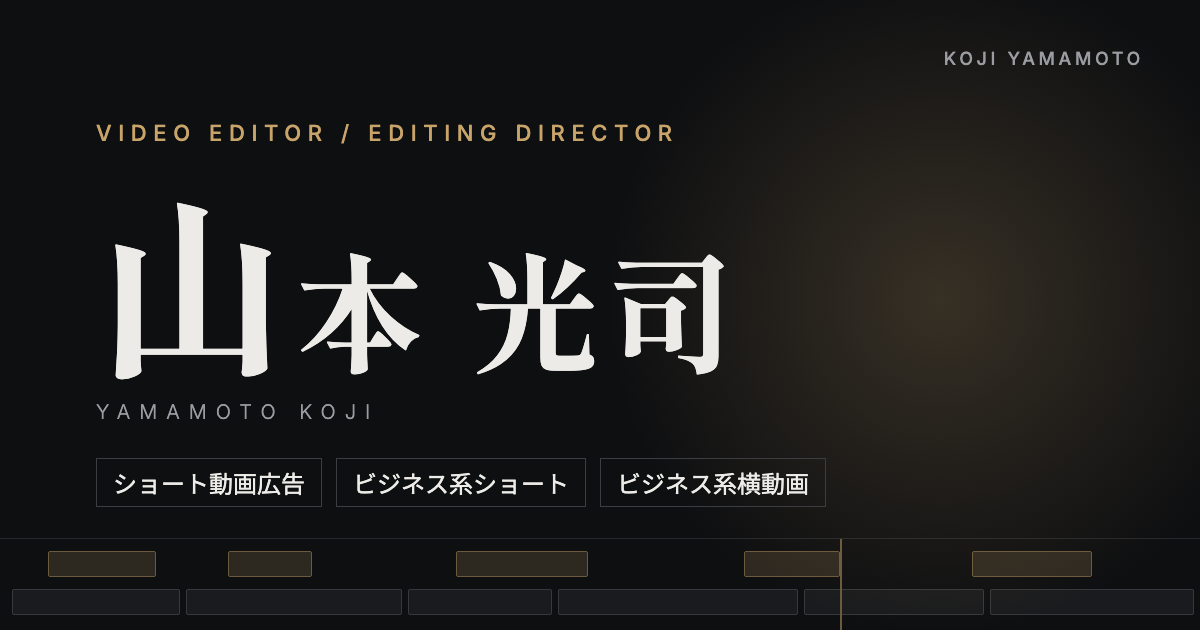 KOJI YAMAMOTO
VIDEO EDITOR / EDITING DIRECTOR
山本 光司
YAMAMOTO KOJI
ショート動画広告
ビジネス系ショート
ビジネス系横動画